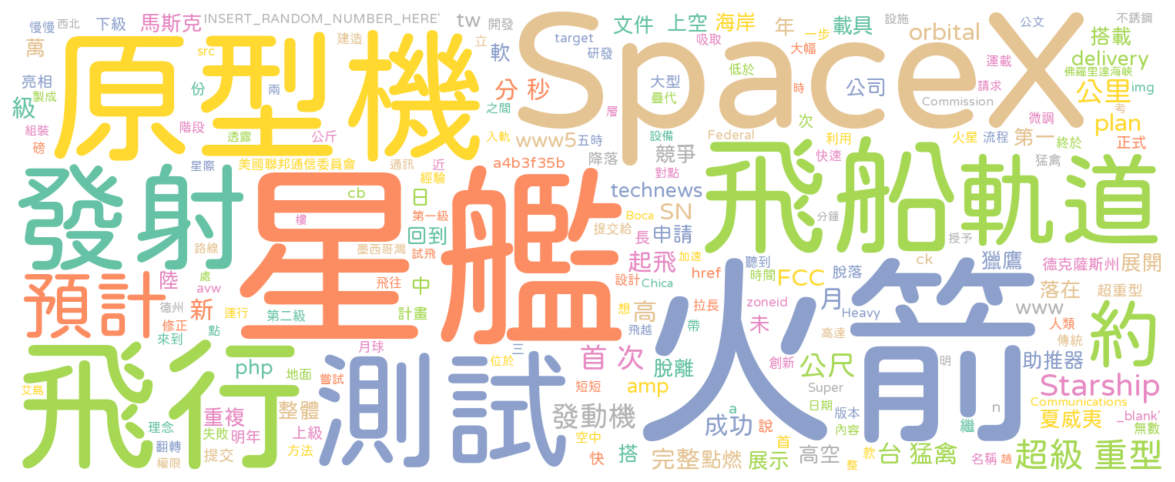 慢慢 西北 下級 馬斯克 INSERT_RANDOM_NUMBER_HERE' tw 開發 文件 上空 海岸 年 載具 設施 公文 不銹鋼
萬 src 建造 立 軟 target 研發 吸取 大幅 一步 orbital 搭載
亮相 原型機 SpaceX 低於 大型 公司 運載 delivery 佛羅里達海峽
級 份 兩 分 秒 之間 疊代 時 請求 公里 img
製成 層 Commission 考
組裝 階段 透露 公斤 入軌 www5 五時 設備 次 利用 火星 流程 微調 plan
磅 星際 美國聯邦通信委員會 通訊 近 a4b3f35b 降落 競爭 Federal 快速 第一 終於 正式
發射 cb 經驗 technews 對點 飛船 軌道 猛禽
日 第一級 Boca SN
樓 回到 提交給 申請 分鐘 授予
路線 墨西哥灣 試飛 加速 長 聽到 ck 獵鷹 德克薩斯州 展開
預計 陸 處 avw 飛往 中 星艦 起飛 設計 href 時間 FCC 脫落 超重型
新 德州 計畫 想 Chica 拉長 zoneid 月 Heavy 落在 www 約
修正 點 運行 第二級 飛越 帶 未 人類
來到 月球 三 高 高達 創新 火箭 傳統
飛行 php 地面 位於 首 次 脫離 公尺 明 助推器
艾島 嘗試 測試 短短 amp Super n Starship
重複 整體 發動機 a 日期 版本 Communications _blank'
理念 失敗 明年 上級 成功 說 內容 繼 夏威夷 無數
翻轉 提交 方法 空中 首 款
極限 快 搭 完整 點燃 展示 高空 整 台 猛禽 名稱 趙 超級 重型